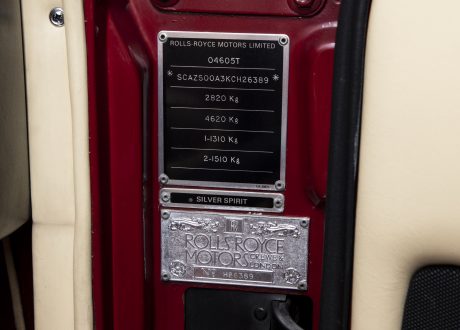 ROLLS-ROYCE MOTORS LIMITED
04605T
*SCAZS00A3KCH26389*
2820 Kg
4620 Kg
1-1310 Kg
2-1510 Kg
SILVER SPIRIT
ROLLS-ROYCE
MOTORS
H26389